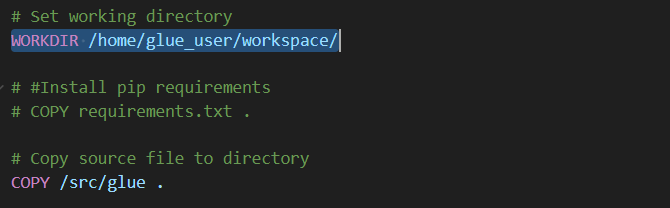 # Set working directory
WORKDIR /home/glue_user/workspace/
# #Install pip requirements
# COPY requirements.txt .
# Copy source file to directory
COPY /src/glue .